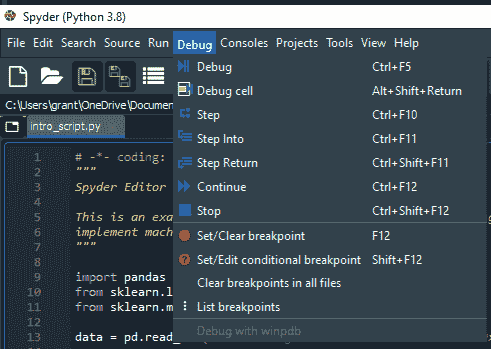 Spyder (Python 3.8)
File Edit Search Source Run Debug Consoles Projects Tools View Help
Debug Ctrl+F5
Debug cell Alt+Shift+Return
Step Ctrl+F10
Step Into Ctrl+F11
Step Return Ctrl+Shift+F11
Continue Ctrl+F12
Stop Ctrl+Shift+F12
Set/Clear breakpoint F12
Set/Edit conditional breakpoint Shift+F12
Clear breakpoints in all files
List breakpoints
Debug with winpdb
C:\Users\grant\OneDrive\Documen
intro_script.py
1 # -*- coding:
2 """
3 Spyder Editor
4
5 This is an exa
6 implement mach
7 """
8
9 import pandas
10 from sklearn.l
11 from sklearn.m
12
13 data = pd.read_